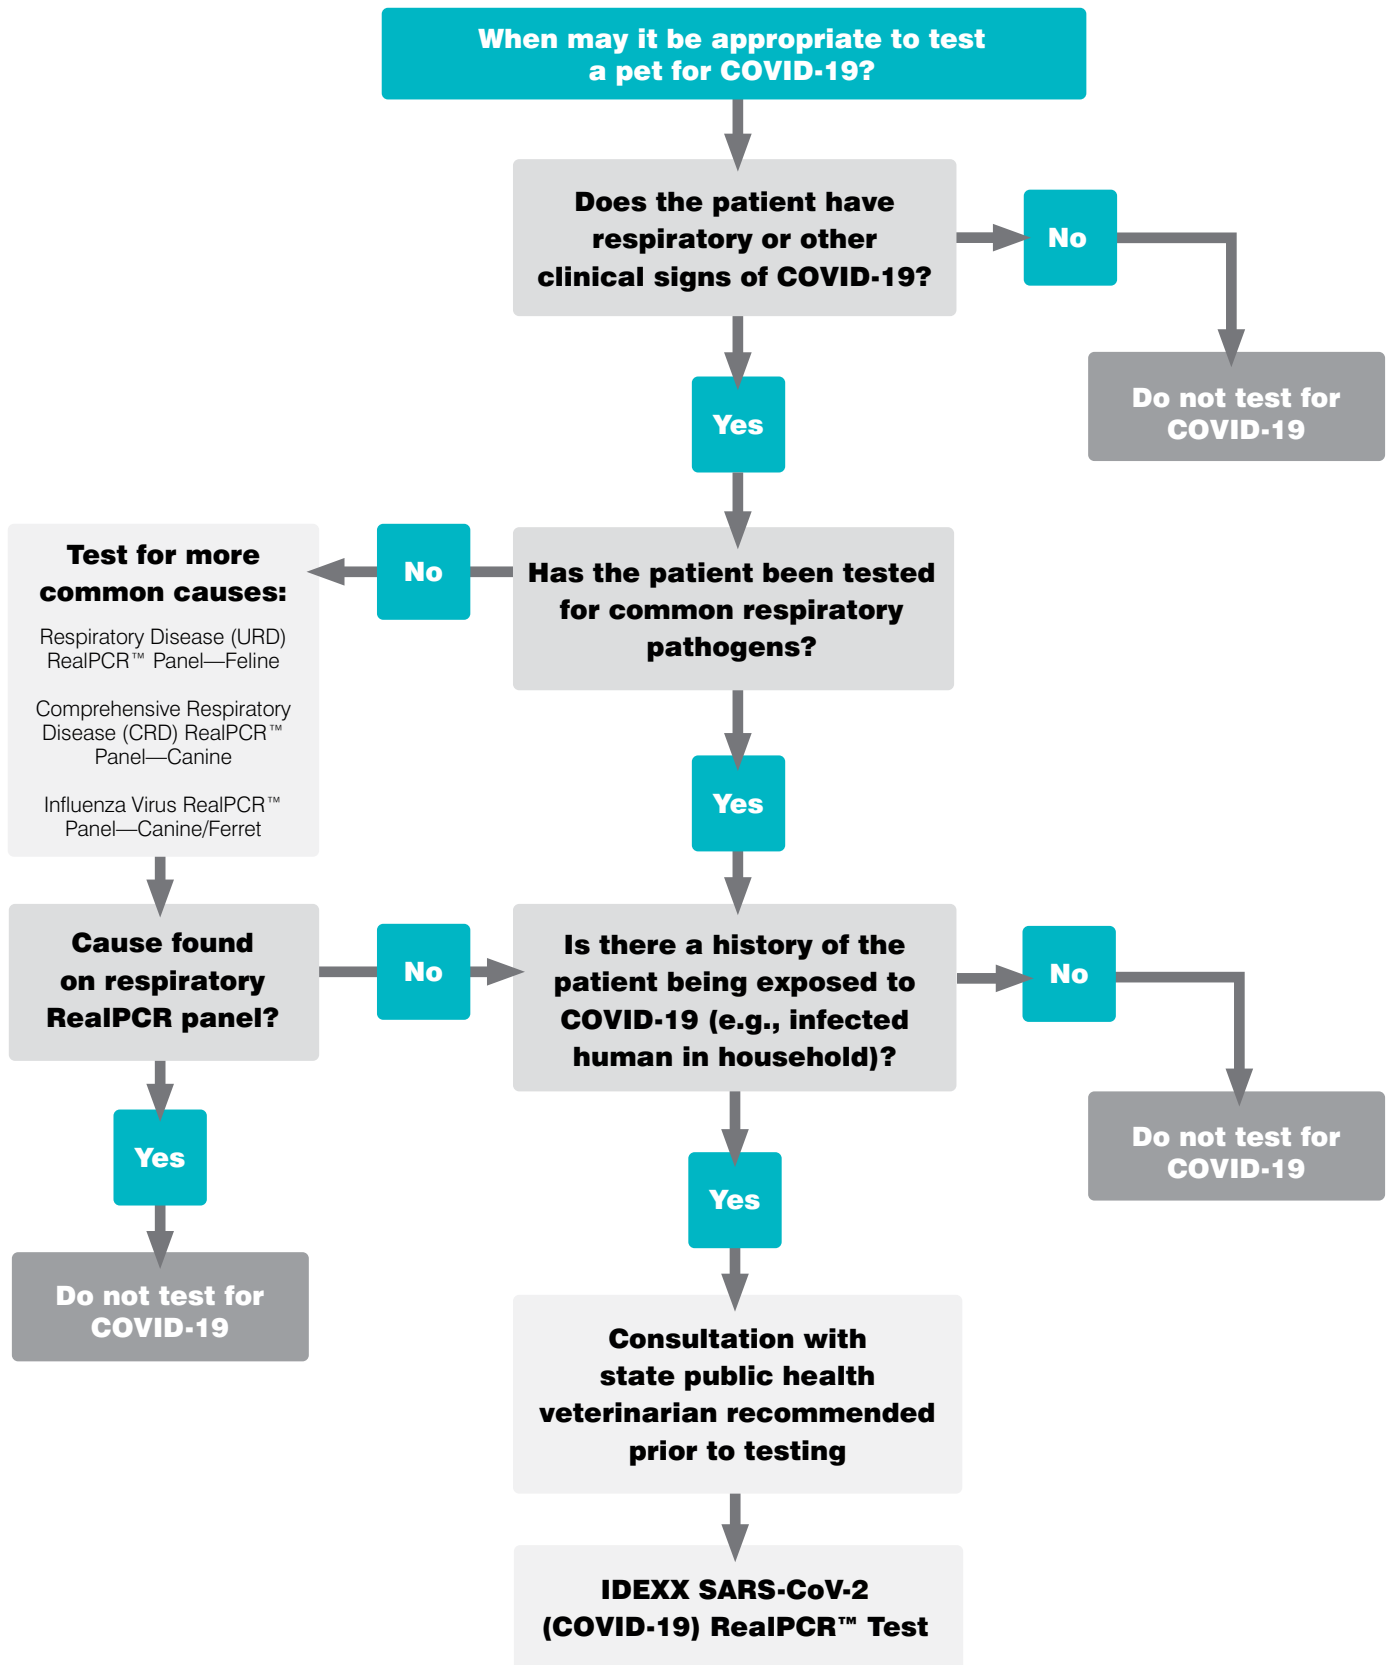 When may it be appropriate to test
a pet for COVID-19?
Does the patient have
respiratory or other
clinical signs of COVID-19?
No
Do not test for
COVID-19
Yes
Has the patient been tested
for common respiratory
pathogens?
No
Test for more
common causes:
Respiratory Disease (URD)
RealPCR™ Panel—Feline
Comprehensive Respiratory
Disease (CRD) RealPCR™
Panel—Canine
Influenza Virus RealPCR™
Panel—Canine/Ferret
Yes
Cause found
on respiratory
RealPCR panel?
No
Is there a history of the
patient being exposed to
COVID-19 (e.g., infected
human in household)?
No
Do not test for
COVID-19
Yes
Do not test for
COVID-19
Yes
Consultation with
state public health
veterinarian recommended
prior to testing
IDEXX SARS-CoV-2
(COVID-19) RealPCR™ Test